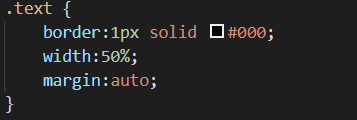 .text {
    border:1px solid #000;
    width:50%;
    margin:auto;
}